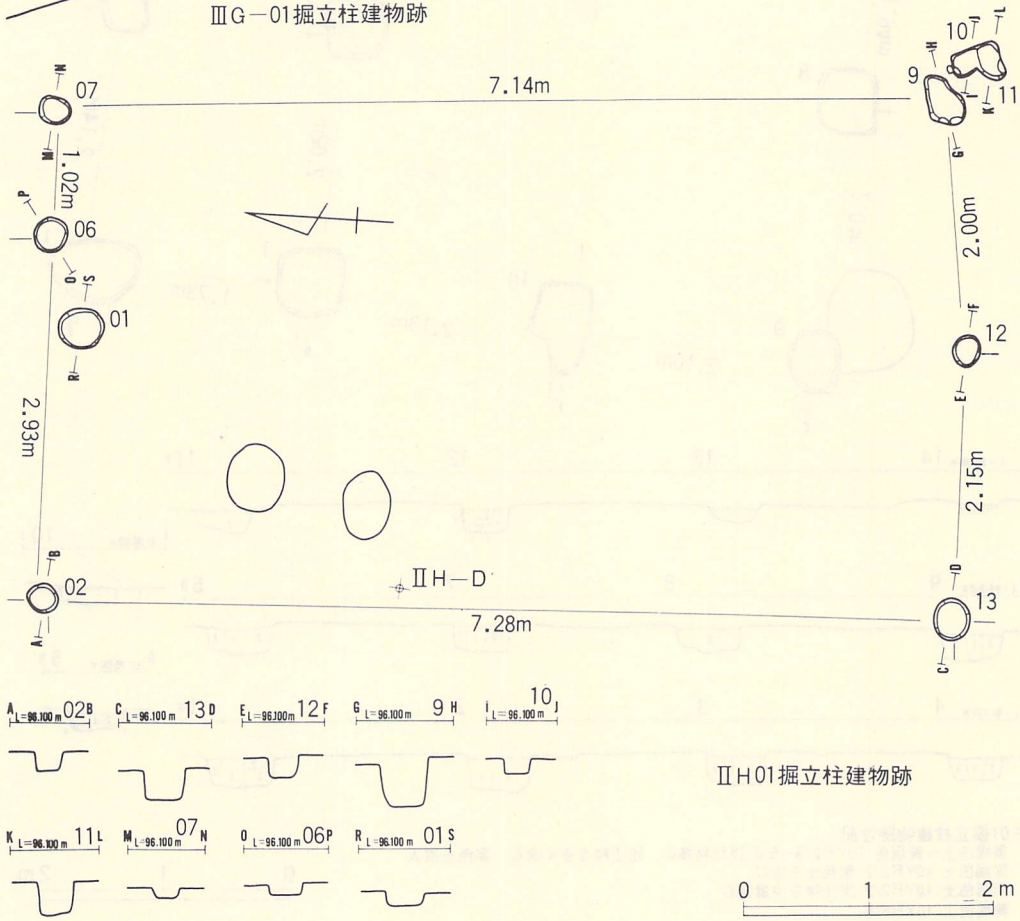 ⅢG-01掘立柱建物跡
10 J L
H
9
I K 11
G
N
07
7.14m
M
1.02m
P
06
O S
01
R
2.00m
F
12
E
2.93m
2.15m
B
02
A
ⅡH-D
7.28m
D
13
C
A L=96.100m 02 B
C L=96.100m 13 D
E L=96.100m 12 F
G L=96.100m 9 H
I L=96.100m 10 J
ⅡH01掘立柱建物跡
K L=96.100m 11 L
M L=96.100m 07 N
O L=96.100m 06 P
R L=96.100m 01 S
0 1 2m